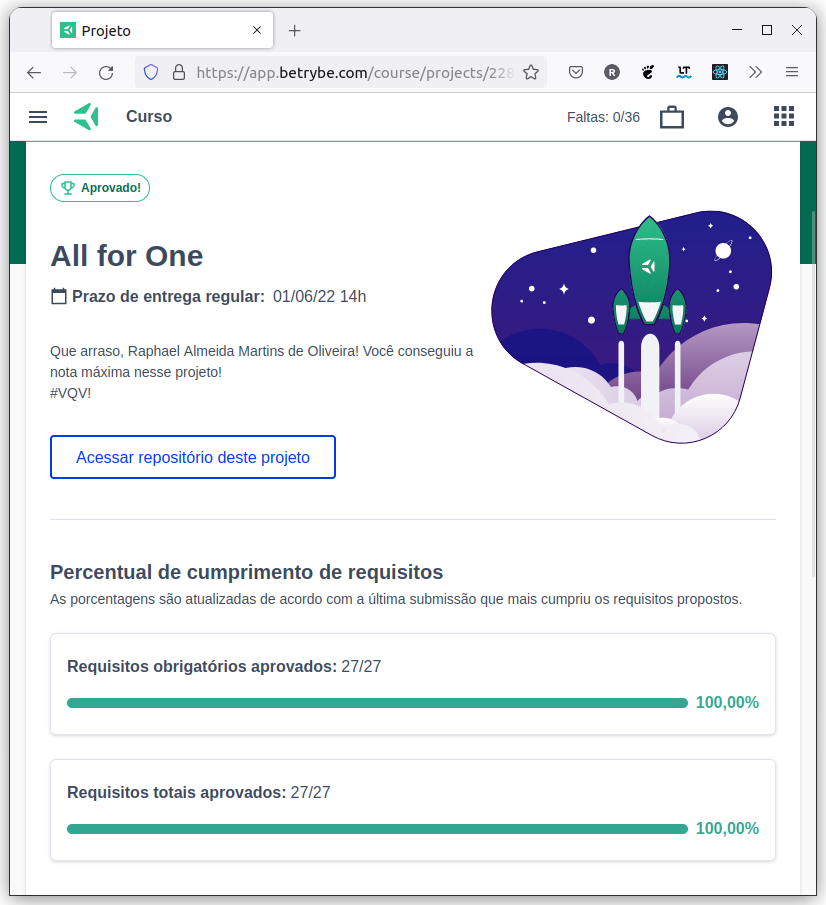 Projeto
https://app.betrybe.com/course/projects/228
Curso
Faltas: 0/36
Aprovado!
All for One
Prazo de entrega regular: 01/06/22 14h
Que arraso, Raphael Almeida Martins de Oliveira! Você conseguiu a
nota máxima nesse projeto!
#VQV!
Acessar repositório deste projeto
Percentual de cumprimento de requisitos
As porcentagens são atualizadas de acordo com a última submissão que mais cumpriu os requisitos propostos.
Requisitos obrigatórios aprovados: 27/27
100,00%
Requisitos totais aprovados: 27/27
100,00%